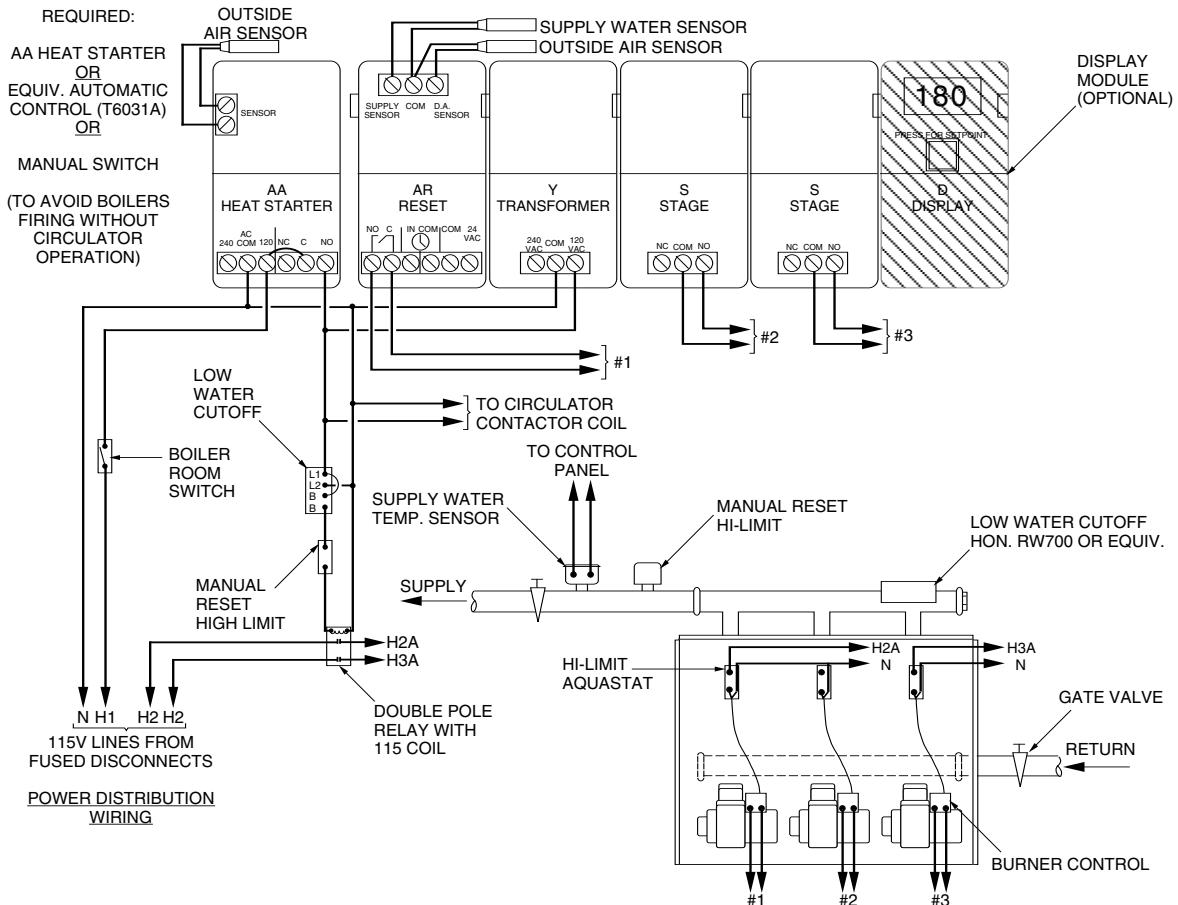 REQUIRED:
AA HEAT STARTER
OR
EQUIV. AUTOMATIC
CONTROL (T6031A)
OR
MANUAL SWITCH
(TO AVOID BOILERS
FIRING WITHOUT
CIRCULATOR
OPERATION)
OUTSIDE
AIR SENSOR
SUPPLY WATER SENSOR
OUTSIDE AIR SENSOR
DISPLAY
MODULE
(OPTIONAL)
SENSOR
SUPPLY COM D.A.
SENSOR SENSOR
180
PRESS FOR SETPOINT
AA
HEAT STARTER
AR
RESET
Y
TRANSFORMER
S
STAGE
S
STAGE
D
DISPLAY
AC
240 COM 120 NC C NO
NO C IN COM COM 24
VAC
240 COM 120
VAC VAC
NC COM NO
NC COM NO
#1
#2
#3
LOW
WATER
CUTOFF
TO CIRCULATOR
CONTACTOR COIL
BOILER
ROOM
SWITCH
L1
L2
B
B
TO CONTROL
PANEL
SUPPLY WATER
TEMP. SENSOR
MANUAL RESET
HI-LIMIT
LOW WATER CUTOFF
HON. RW700 OR EQUIV.
MANUAL
RESET
HIGH LIMIT
SUPPLY
H2A
H3A
H2A
N
H3A
N
HI-LIMIT
AQUASTAT
N H1 H2 H2
115V LINES FROM
FUSED DISCONNECTS
DOUBLE POLE
RELAY WITH
115 COIL
GATE VALVE
RETURN
POWER DISTRIBUTION
WIRING
BURNER CONTROL
#1 #2 #3